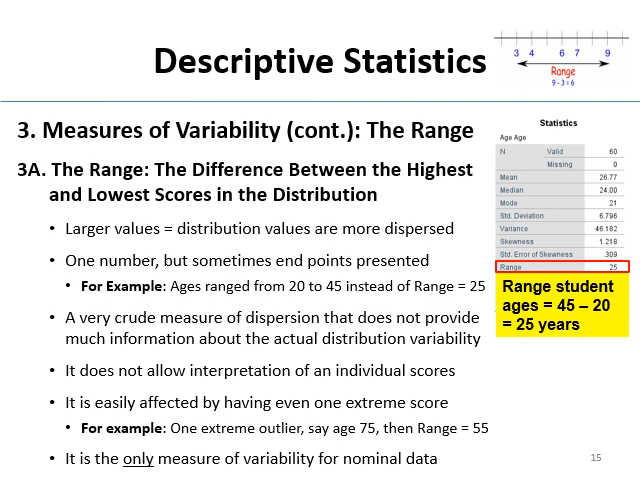 Descriptive Statistics
3 4 6 7 9
Range
9 - 3 = 6
3. Measures of Variability (cont.): The Range
3A. The Range: The Difference Between the Highest
and Lowest Scores in the Distribution
• Larger values = distribution values are more dispersed
• One number, but sometimes end points presented
• For Example: Ages ranged from 20 to 45 instead of Range = 25
• A very crude measure of dispersion that does not provide
much information about the actual distribution variability
• It does not allow interpretation of an individual scores
• It is easily affected by having even one extreme score
• For example: One extreme outlier, say age 75, then Range = 55
• It is the only measure of variability for nominal data
Statistics
Age Age
N Valid 60
Missing 0
Mean 26.77
Median 24.00
Mode 21
Std. Deviation 6.796
Variance 46.182
Skewness 1.218
Std. Error of Skewness .309
Range 25
Range student
ages = 45 – 20
= 25 years
15